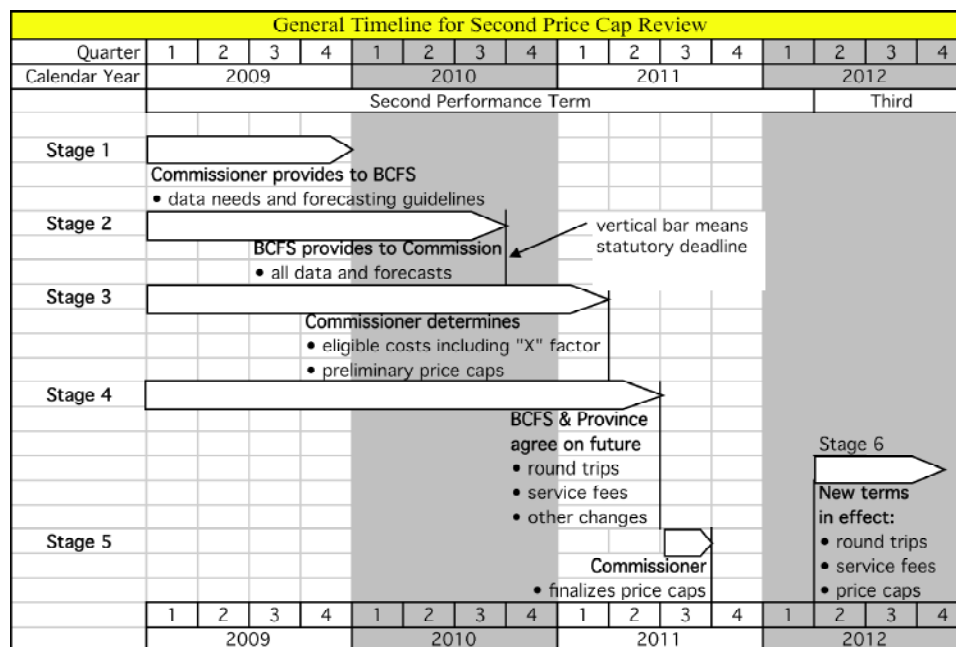 General Timeline for Second Price Cap Review
Quarter 1 2 3 4 1 2 3 4 1 2 3 4 1 2 3 4
Calendar Year 2009 2010 2011 2012
Second Performance Term Third
Stage 1
Commissioner provides to BCFS
• data needs and forecasting guidelines
Stage 2
vertical bar means
statutory deadline
BCFS provides to Commission
• all data and forecasts
Stage 3
Commissioner determines
• eligible costs including "X" factor
• preliminary price caps
Stage 4
BCFS & Province
agree on future
• round trips
• service fees
• other changes
Stage 6
New terms
in effect:
• round trips
• service fees
• price caps
Stage 5
Commissioner
• finalizes price caps
1 2 3 4 1 2 3 4 1 2 3 4 1 2 3 4
2009 2010 2011 2012